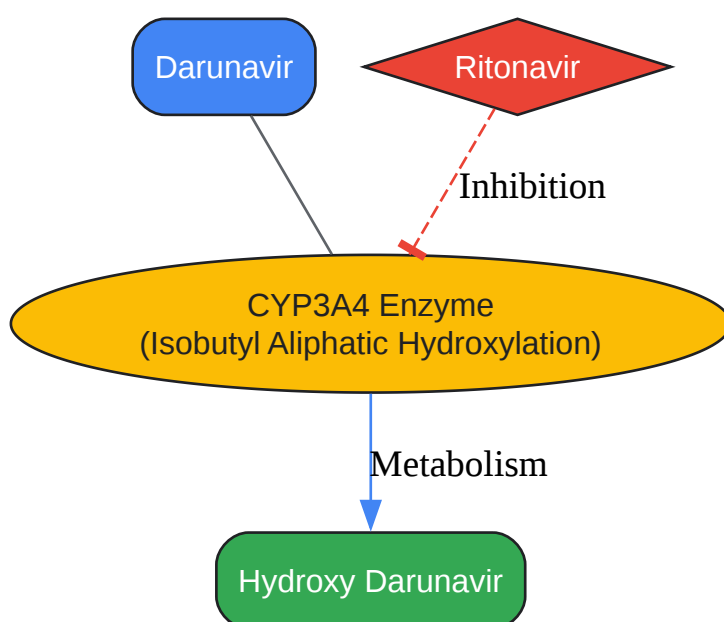 Darunavir
Ritonavir
Inhibition
CYP3A4 Enzyme
(Isobutyl Aliphatic Hydroxylation)
Metabolism
Hydroxy Darunavir